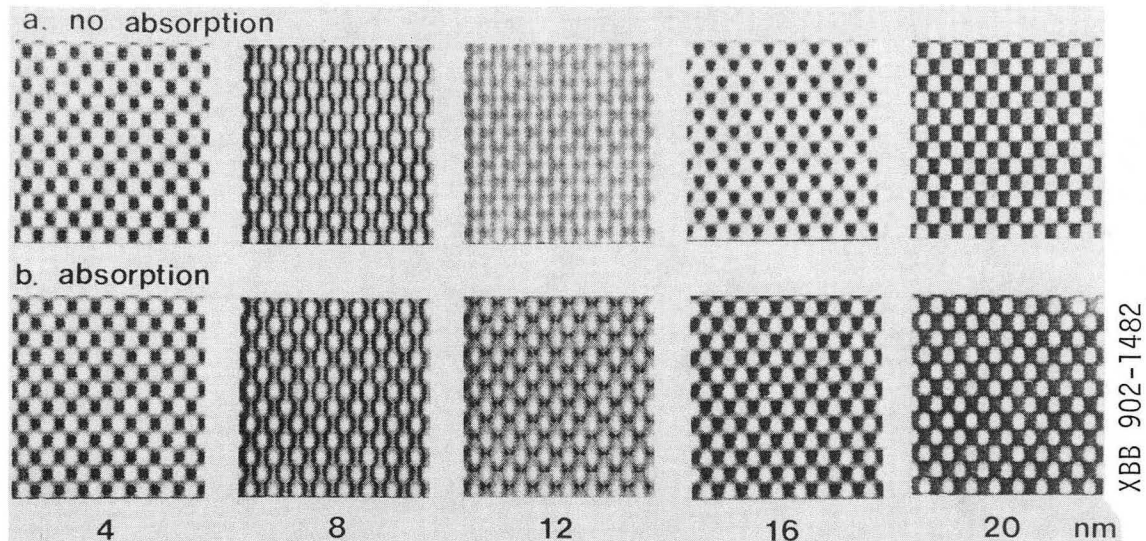 a. no absorption
b. absorption
4 8 12 16 20 nm
XBB 902-1482